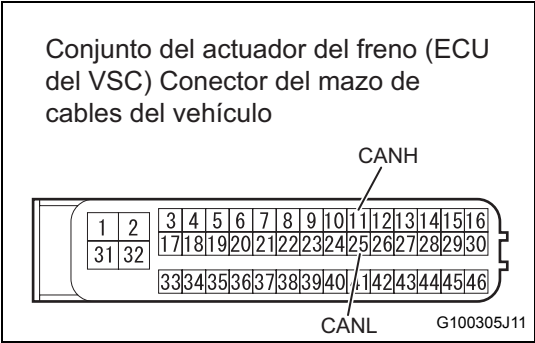 Conjunto del actuador del freno (ECU
del VSC) Conector del mazo de
cables del vehículo
CANH
1 2 3 4 5 6 7 8 9 10 11 12 13 14 15 16
31 32 17 18 19 20 21 22 23 24 25 26 27 28 29 30
33 34 35 36 37 38 39 40 41 42 43 44 45 46
CANL
G100305J11